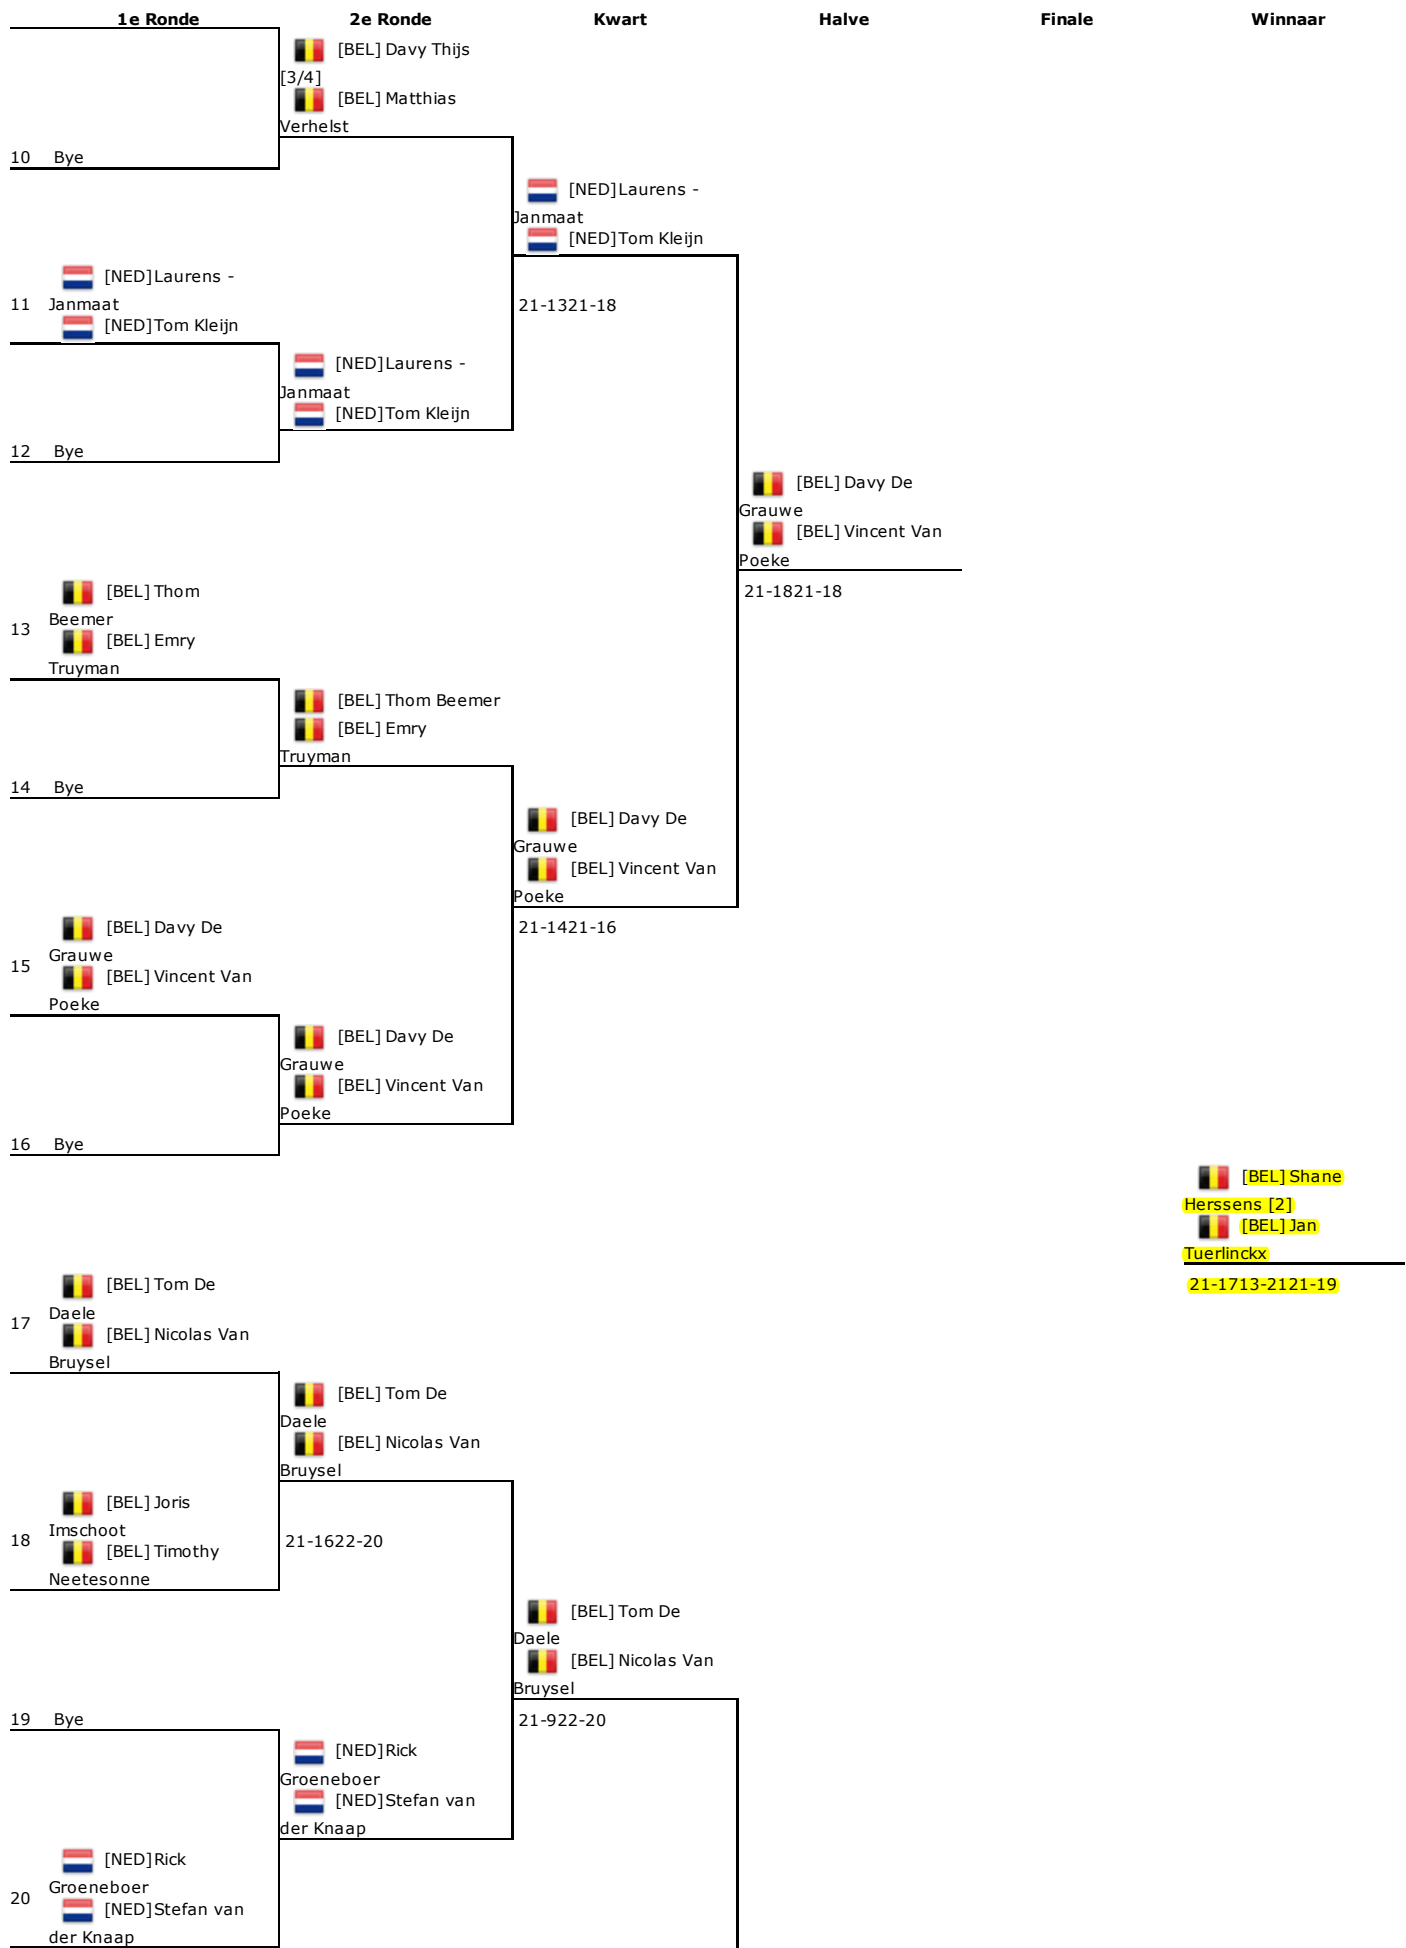 1e Ronde 2e Ronde Kwart Halve Finale Winnaar
[BEL] Davy Thijs
[3/4]
[BEL] Matthias
Verhelst
10 Bye
[NED]Laurens -
Janmaat
[NED]Tom Kleijn
[NED]Laurens -
11 Janmaat
[NED]Tom Kleijn
21-1321-18
[NED]Laurens -
Janmaat
[NED]Tom Kleijn
12 Bye
[BEL] Davy De
Grauwe
[BEL] Vincent Van
Poeke
21-1821-18
[BEL] Thom
Beemer
13
[BEL] Emry
Truyman
[BEL] Thom Beemer
[BEL] Emry
Truyman
14 Bye
[BEL] Davy De
Grauwe
[BEL] Vincent Van
Poeke
21-1421-16
[BEL] Davy De
Grauwe
15
[BEL] Vincent Van
Poeke
[BEL] Davy De
Grauwe
[BEL] Vincent Van
Poeke
16 Bye
[BEL] Shane
Herssens [2]
[BEL] Jan
Tuerlinckx
21-1713-2121-19
[BEL] Tom De
Daele
17
[BEL] Nicolas Van
Bruysel
[BEL] Tom De
Daele
[BEL] Nicolas Van
Bruysel
[BEL] Joris
Imschoot
18
[BEL] Timothy
Neetesonne
21-1622-20
[BEL] Tom De
Daele
[BEL] Nicolas Van
Bruysel
21-922-20
19 Bye
[NED]Rick
Groeneboer
[NED]Stefan van
der Knaap
[NED]Rick
Groeneboer
20
[NED]Stefan van
der Knaap